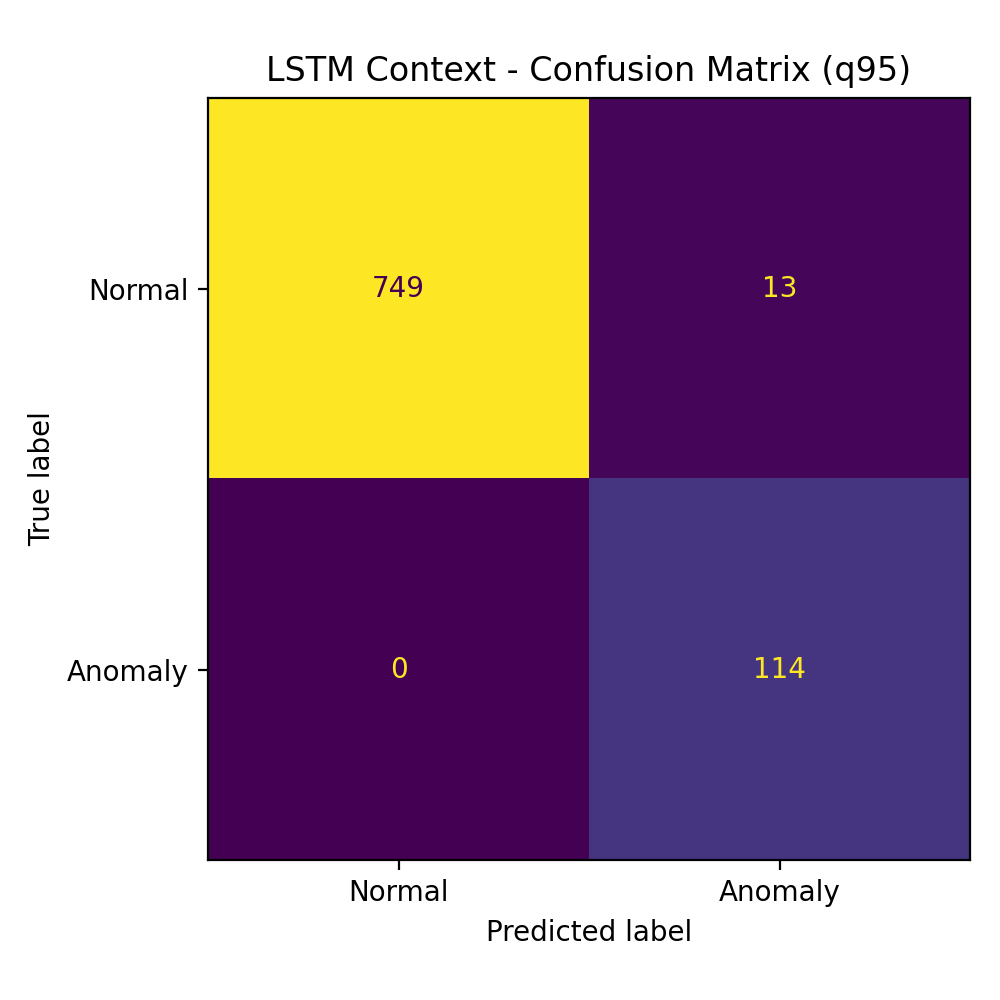 LSTM Context - Confusion Matrix (q95)
Normal
749
13
True label
Anomaly
0
114
Normal
Anomaly
Predicted label